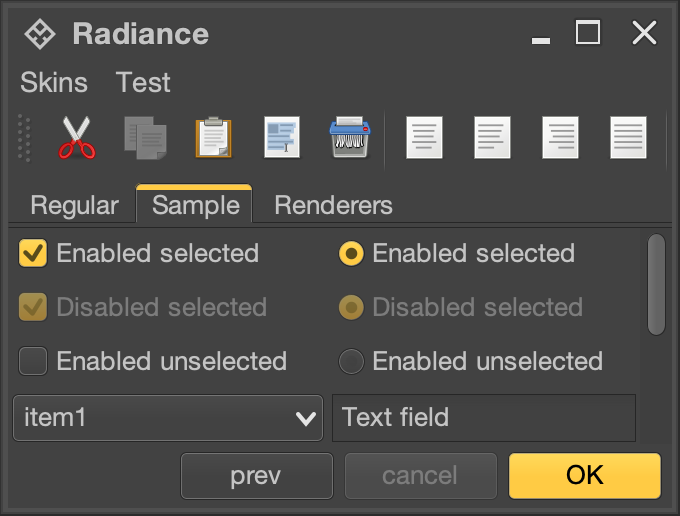 Radiance
Skins Test
Regular Sample Renderers
Enabled selected Enabled selected
Disabled selected Disabled selected
Enabled unselected Enabled unselected
item1 Text field
prev cancel OK